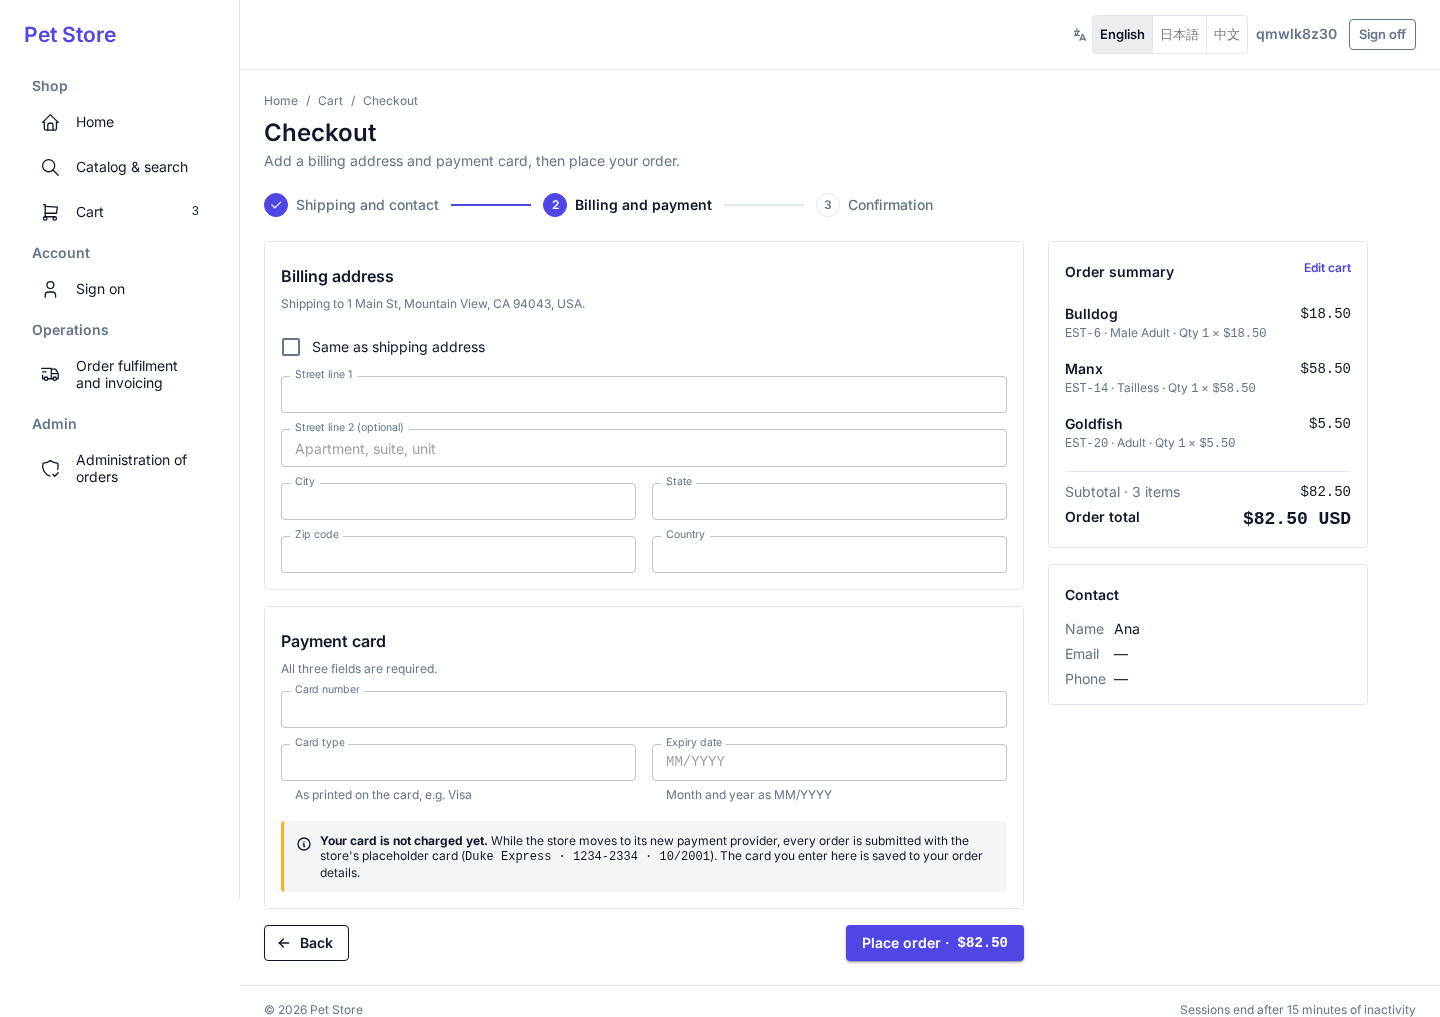 Pet Store
English
日本語
中文
qmwlk8z30
Sign off
Shop
Home
Catalog & search
Cart
3
Account
Sign on
Operations
Order fulfilment
and invoicing
Admin
Administration of
orders
Home / Cart / Checkout
Checkout
Add a billing address and payment card, then place your order.
Shipping and contact
2
Billing and payment
3
Confirmation
Billing address
Shipping to 1 Main St, Mountain View, CA 94043, USA.
Same as shipping address
Street line 1
Street line 2 (optional)
Apartment, suite, unit
City
State
Zip code
Country
Payment card
All three fields are required.
Card number
Card type
Expiry date
MM/YYYY
As printed on the card, e.g. Visa
Month and year as MM/YYYY
Your card is not charged yet. While the store moves to its new payment provider, every order is submitted with the
store's placeholder card (Duke Express · 1234-2334 · 10/2001). The card you enter here is saved to your order
details.
Back
Place order · $82.50
Order summary
Edit cart
Bulldog
$18.50
EST-6 · Male Adult · Qty 1 × $18.50
Manx
$58.50
EST-14 · Tailless · Qty 1 × $58.50
Goldfish
$5.50
EST-20 · Adult · Qty 1 × $5.50
Subtotal · 3 items
$82.50
Order total
$82.50 USD
Contact
Name Ana
Email —
Phone —
© 2026 Pet Store
Sessions end after 15 minutes of inactivity